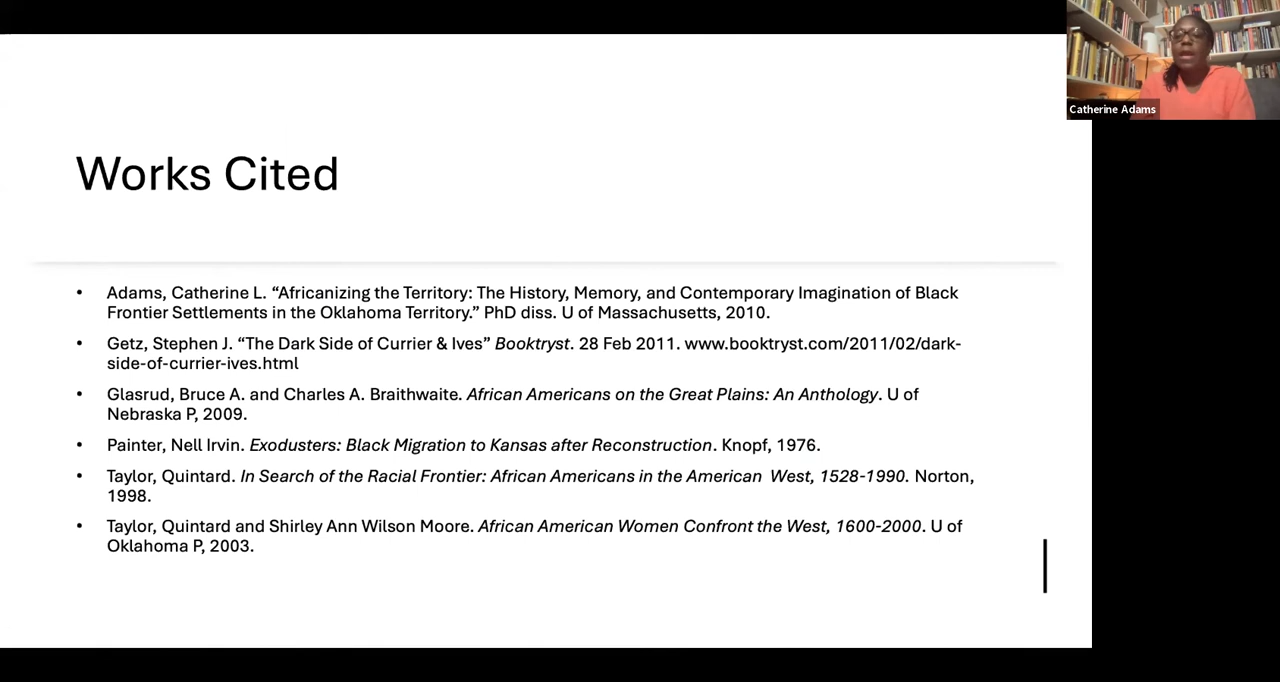 Catherine Adams
Works Cited
• Adams, Catherine L. “Africanizing the Territory: The History, Memory, and Contemporary Imagination of Black
Frontier Settlements in the Oklahoma Territory.” PhD diss. U of Massachusetts, 2010.
• Getz, Stephen J. “The Dark Side of Currier & Ives” Booktryst. 28 Feb 2011. www.booktryst.com/2011/02/dark-
side-of-currier-ives.html
• Glasrud, Bruce A. and Charles A. Braithwaite. African Americans on the Great Plains: An Anthology. U of
Nebraska P, 2009.
• Painter, Nell Irvin. Exodusters: Black Migration to Kansas after Reconstruction. Knopf, 1976.
• Taylor, Quintard. In Search of the Racial Frontier: African Americans in the American  West, 1528-1990. Norton,
1998.
• Taylor, Quintard and Shirley Ann Wilson Moore. African American Women Confront the West, 1600-2000. U of
Oklahoma P, 2003.